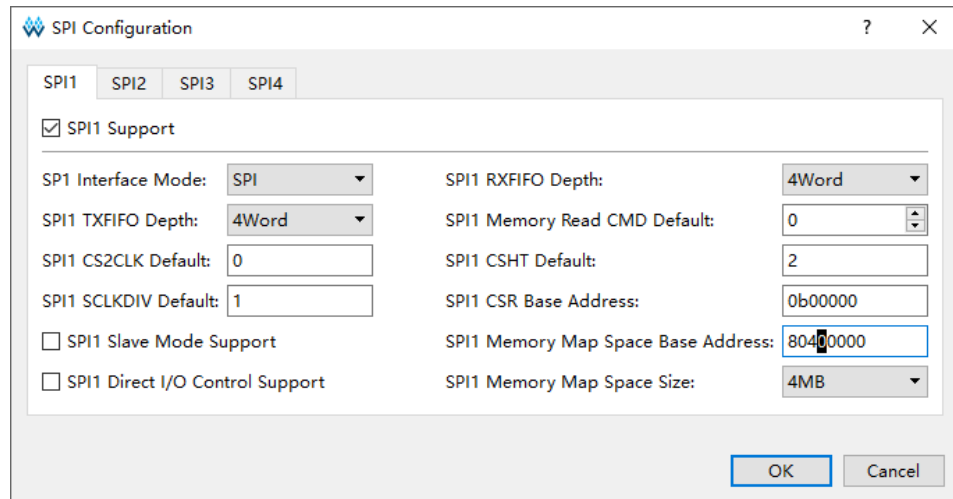 SPI Configuration
?
SPI1 SPI2 SPI3 SPI4
SPI1 Support
SP1 Interface Mode: SPI SPI1 RXFIFO Depth: 4Word
SPI1 TXFIFO Depth: 4Word SPI1 Memory Read CMD Default: 0
SPI1 CS2CLK Default: 0 SPI1 CSHT Default: 2
SPI1 SCLKDIV Default: 1 SPI1 CSR Base Address: 0b00000
SPI1 Slave Mode Support SPI1 Memory Map Space Base Address: 80400000
SPI1 Direct I/O Control Support SPI1 Memory Map Space Size: 4MB
OK Cancel